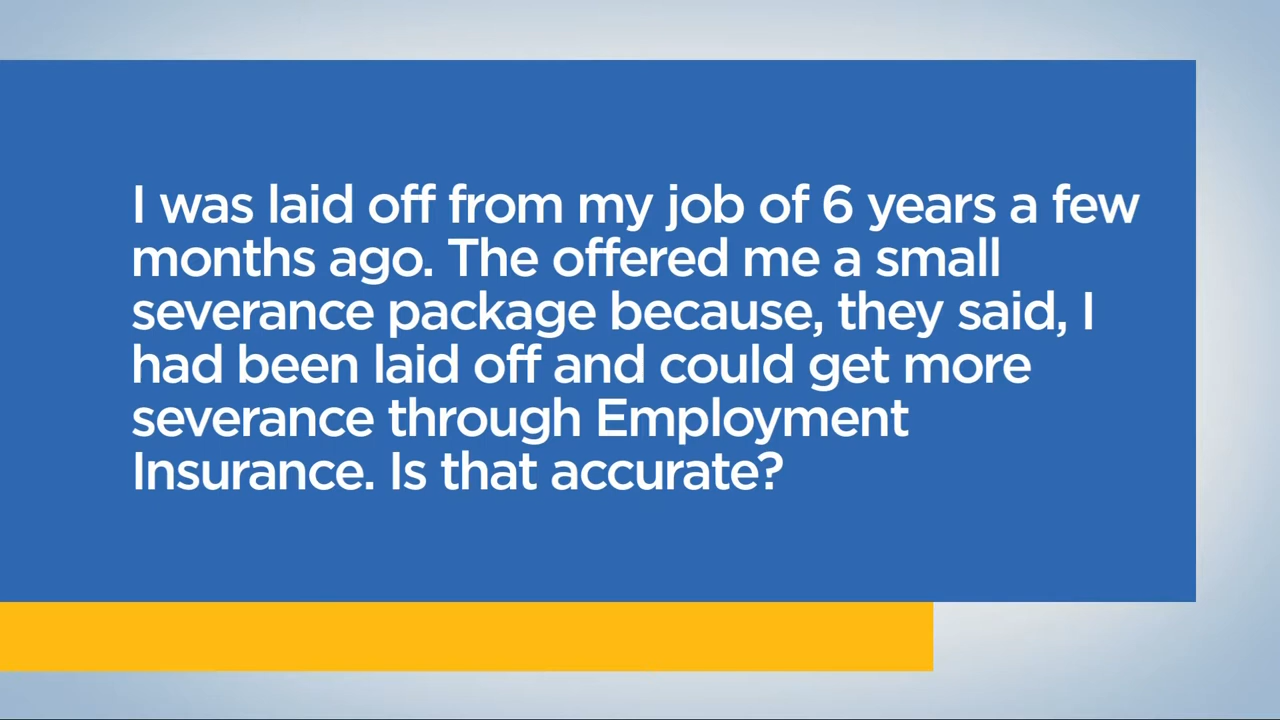 I was laid off from my job of 6 years a few
months ago. The offered me a small
severance package because, they said, I
had been laid off and could get more
severance through Employment
Insurance. Is that accurate?